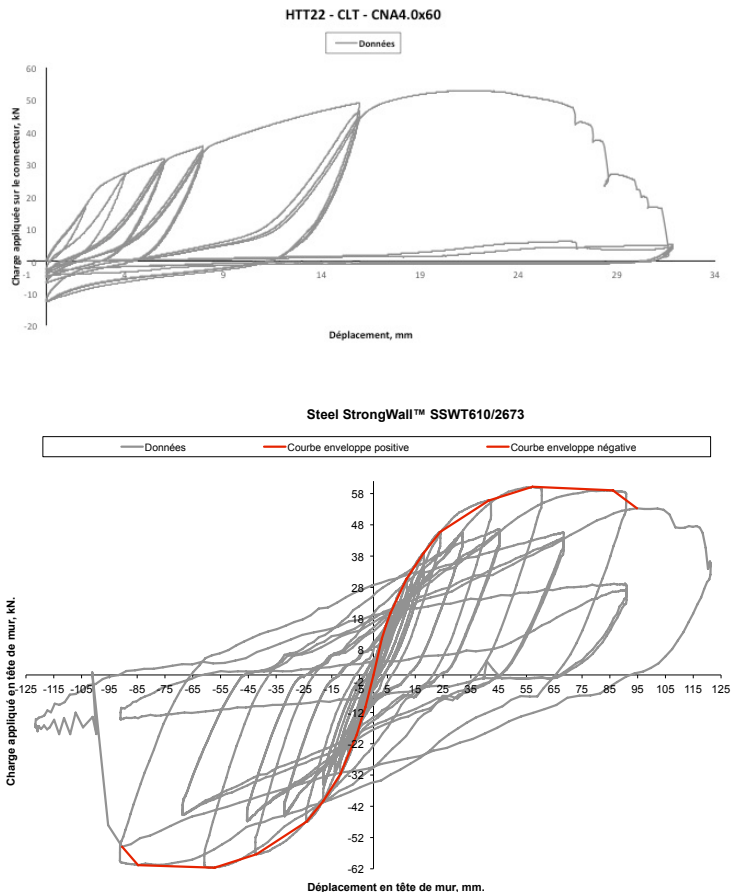 HTT22 - CLT - CNA4.0x60
Données
Charge appliquée sur le connecteur, kN
60
50
40
30
20
10
0
-10
-20
-1 4 9 14 19 24 29 34
Déplacement, mm
Steel StrongWall™ SSWT610/2673
Données Courbe enveloppe positive Courbe enveloppe négative
Charge appliqué en tête de mur, kN.
58
48
38
28
18
8
-2
-125 -115 -105 -95 -85 -75 -65 -55 -45 -35 -25 -15 -5 5 15 25 35 45 55 65 75 85 95 105 115 125
-12
-22
-32
-42
-52
-62
Déplacement en tête de mur, mm.